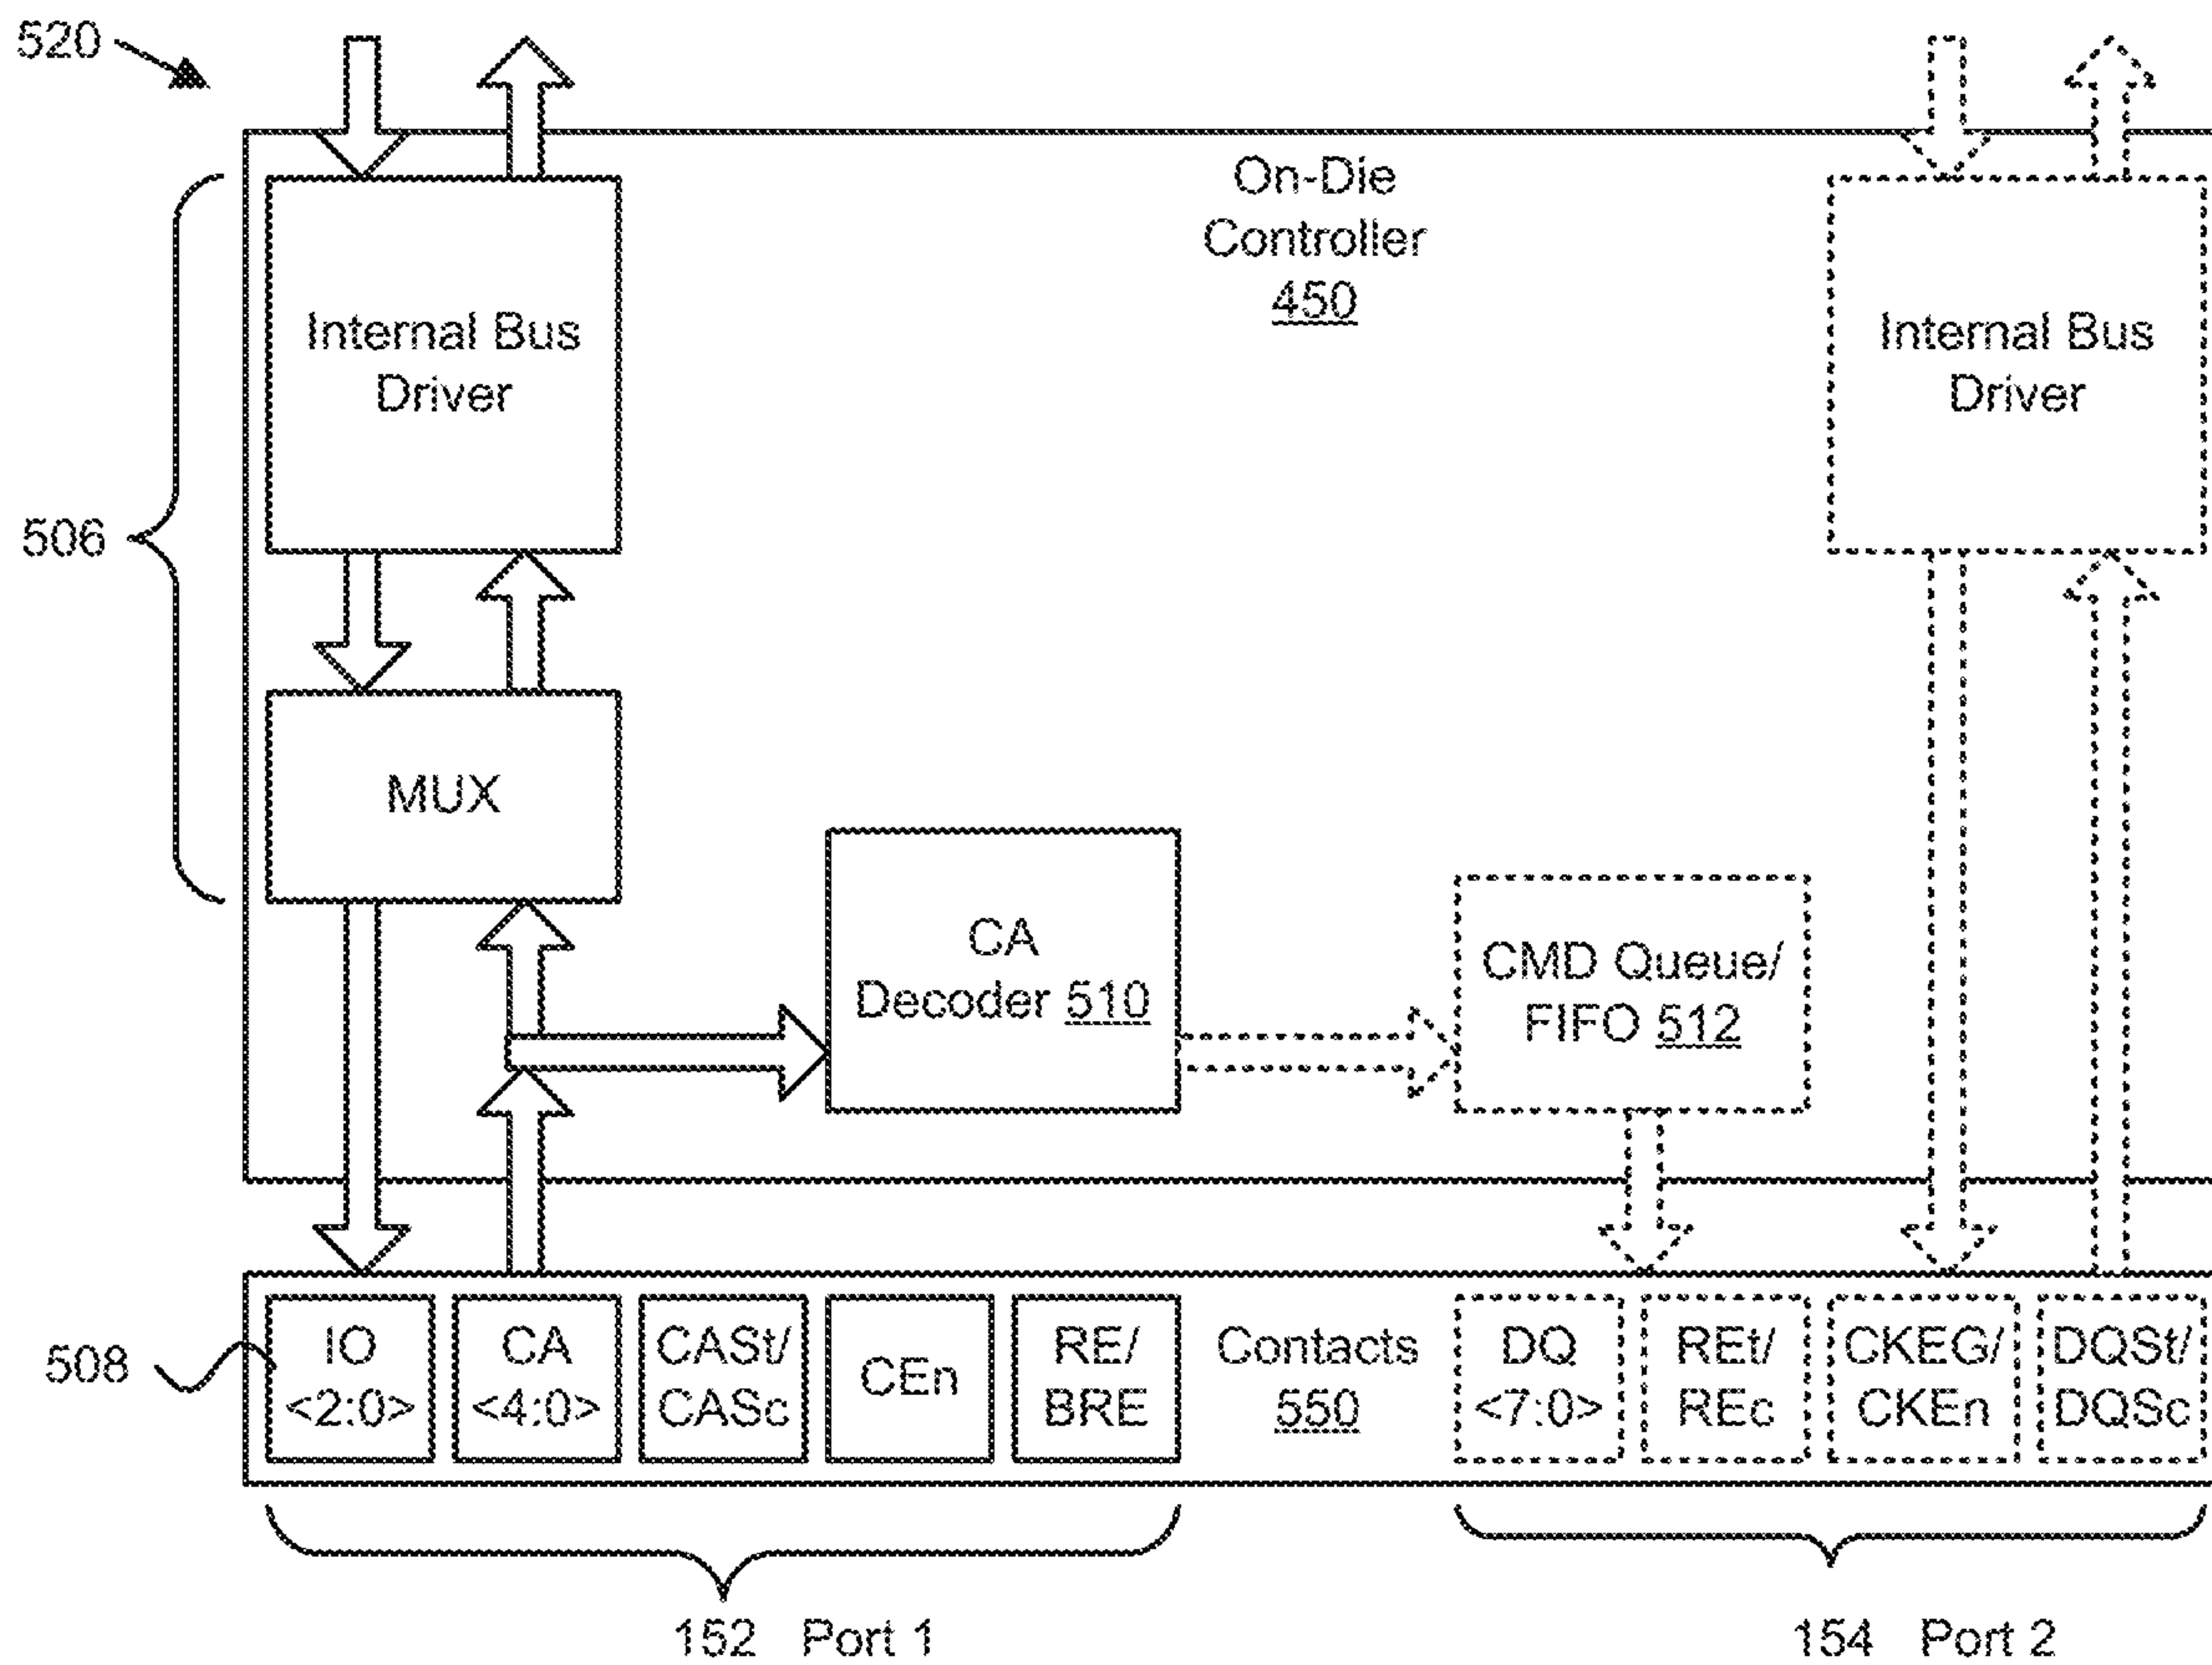 520
On-Die
Controller
450
Internal Bus
Driver
Internal Bus
Driver
506
MUX
CA
Decoder 510
CMD Queue/
FIFO 512
508
IO
<2:0>
CA
<4:0>
CASt/
CASc
CEn
RE/
BRE
Contacts
550
DQ
<7:0>
REt/
REc
CKEG/
CKEn
DQSt/
DQSc
152 Port 1
154 Port 2